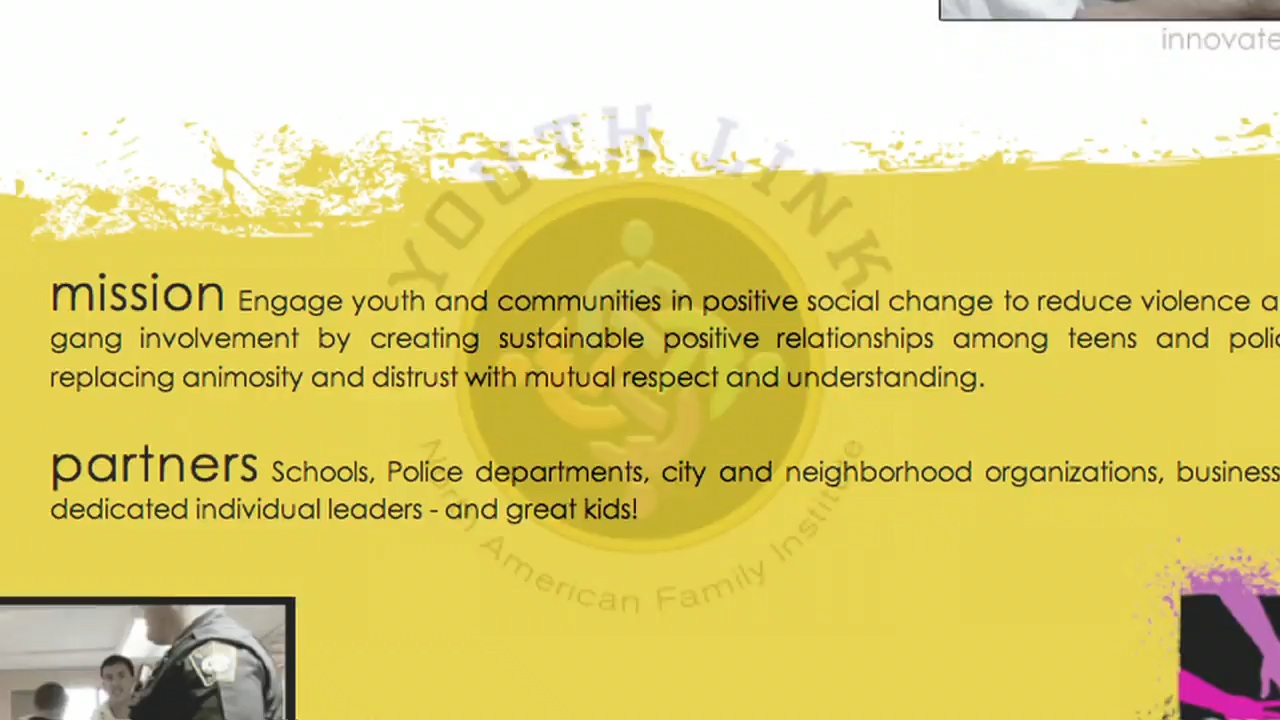 innovate
YOUTH LINK
mission Engage youth and communities in positive social change to reduce violence a
gang involvement by creating sustainable positive relationships among teens and polic
replacing animosity and distrust with mutual respect and understanding.
partners Schools, Police departments, city and neighborhood organizations, business
dedicated individual leaders - and great kids!
North American Family Institute